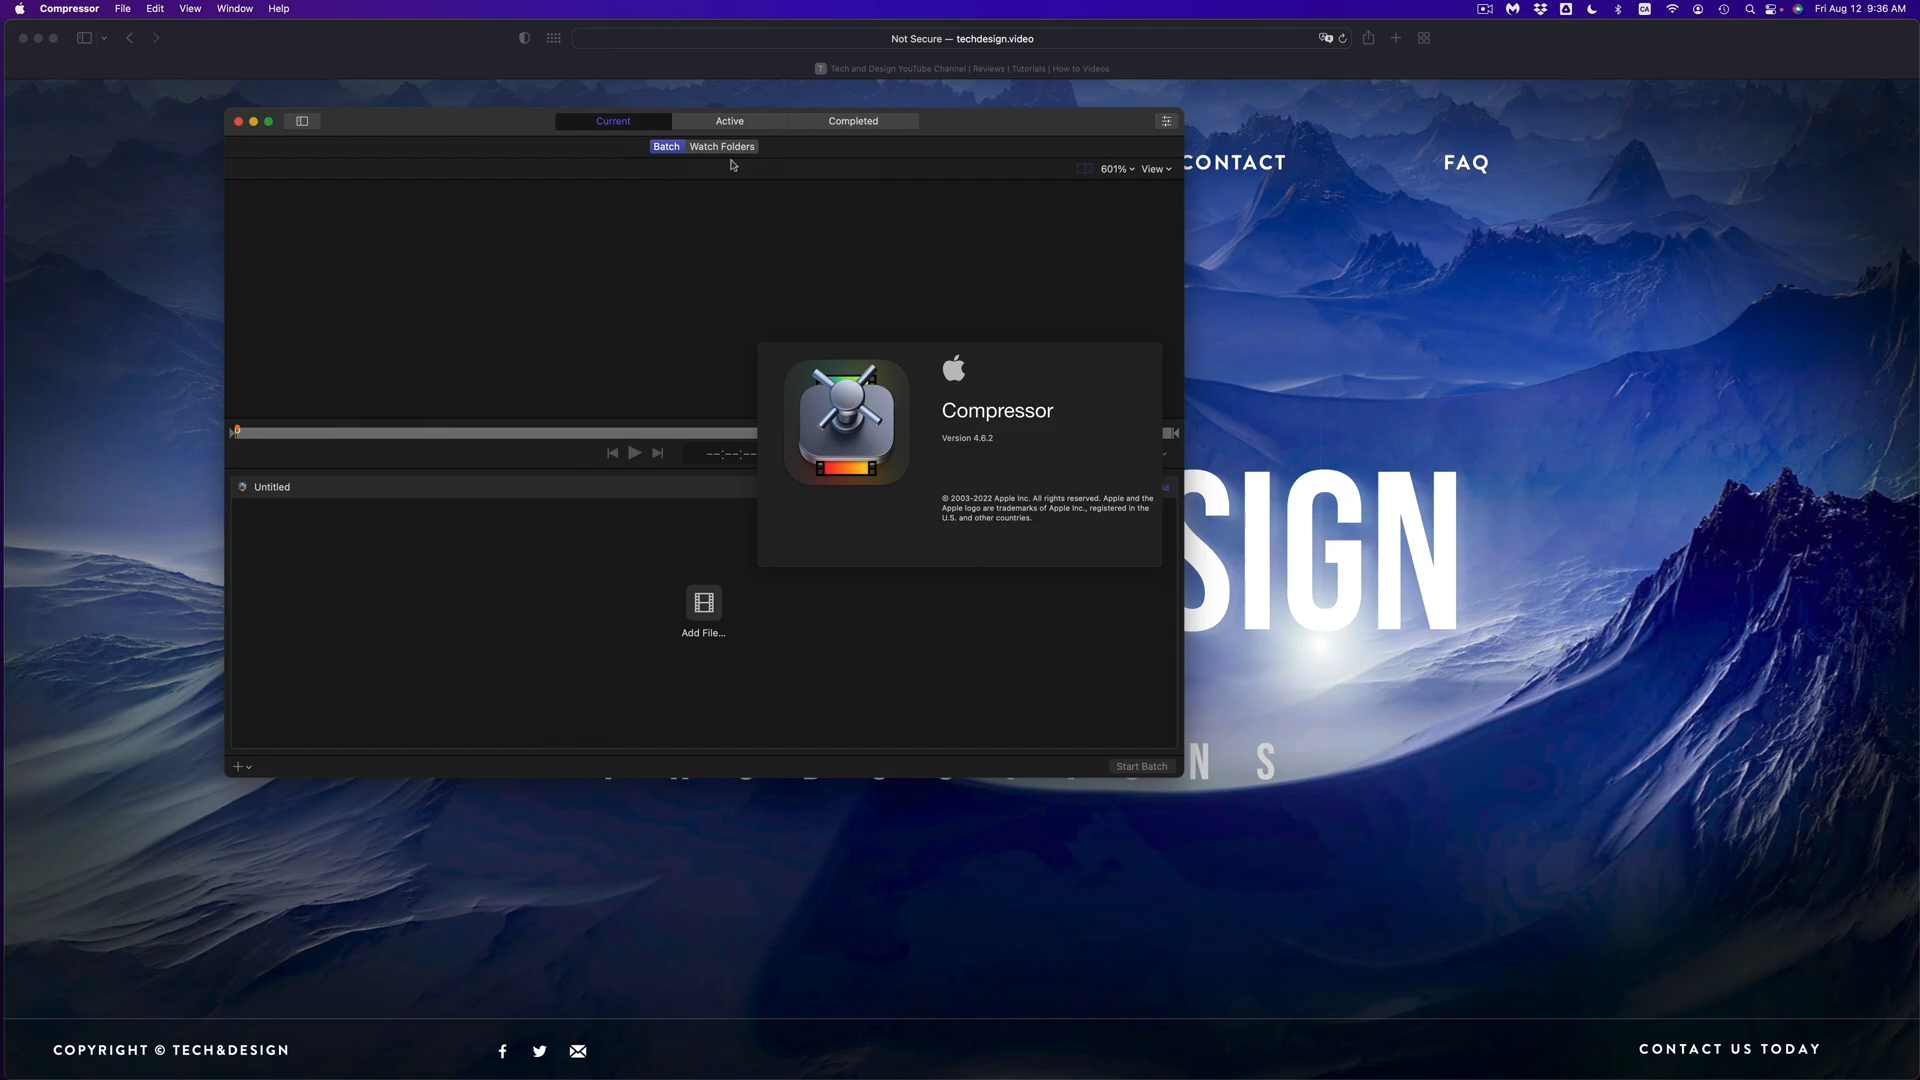 Compressor File Edit View Window Help
CA
Fri Aug 12 9:36 AM
Not Secure — techdesign.video
T Tech and Design YouTube Channel | Reviews | Tutorials | How to Videos
Current Active Completed
Batch Watch Folders
601% View
CONTACT
FAQ
Compressor
Version 4.6.2
--:--:--
Untitled
© 2003-2022 Apple Inc. All rights reserved. Apple and the
Apple logo are trademarks of Apple Inc., registered in the
U.S. and other countries.
SIGN
Add File...
Start Batch
N S
COPYRIGHT © TECH&DESIGN
CONTACT US TODAY